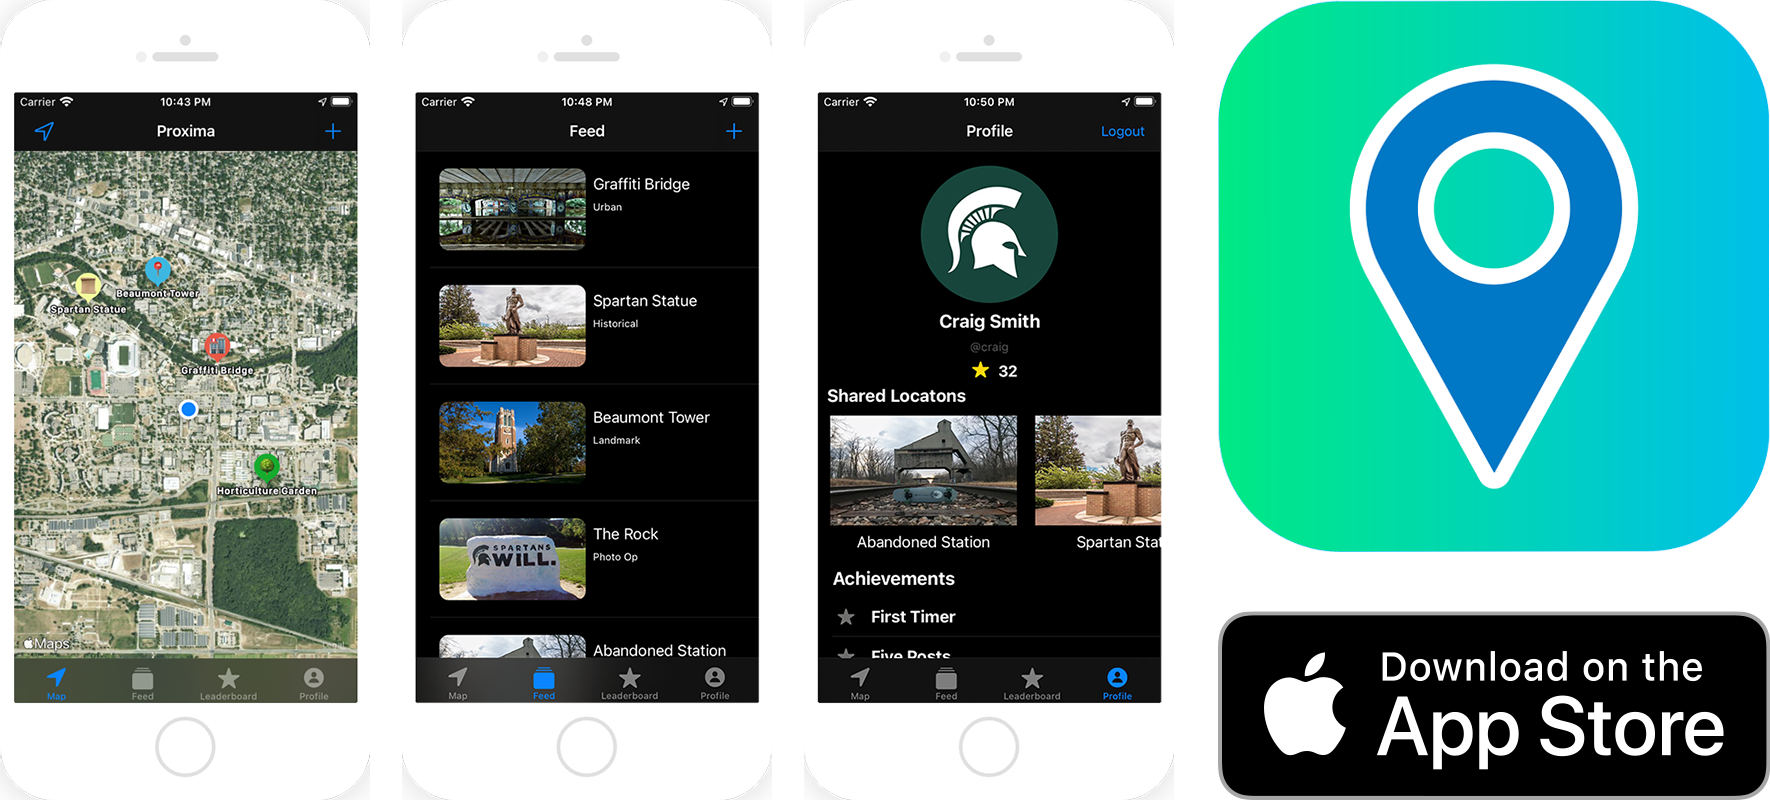 Carrier 10:43 PM
Proxima
Beaumont Tower
Spartan Statue
Graffiti Bridge
Horticulture Garden
Maps
Map Feed Leaderboard Profile
Carrier 10:48 PM
Feed
Graffiti Bridge
Urban
Spartan Statue
Historical
Beaumont Tower
Landmark
SPARTANS
WILL.
The Rock
Photo Op
Abandoned Station
Map Feed Leaderboard Profile
Carrier 10:50 PM
Profile Logout
Craig Smith
@craig
32
Shared Locatons
Abandoned Station Spartan Stat
Achievements
First Timer
Five Posts
Map Feed Leaderboard Profile
Download on the
App Store